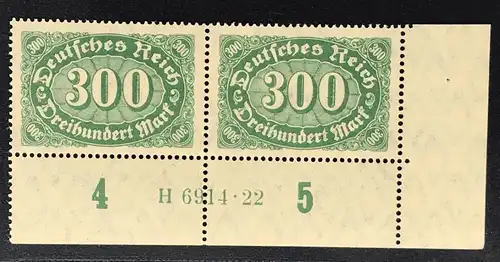 300 300 300 300
Deutsches Reich Deutsches Reich
300 300
Dreihundert Mark Dreihundert Mark
300 300 300 300
4 H 6914·22 5